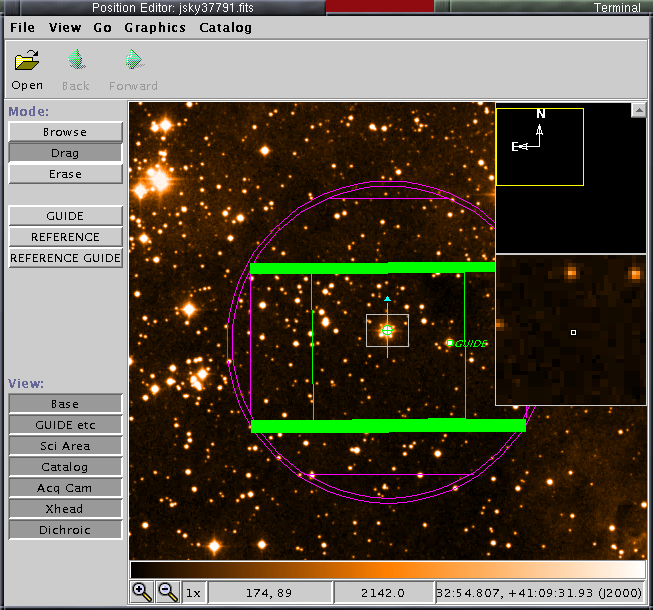 Position Editor: jsky37791.fits Terminal
File View Go Graphics Catalog
Open Back Forward
Mode:
Browse
Drag
Erase
GUIDE
REFERENCE
REFERENCE GUIDE
View:
Base
GUIDE etc
Sci Area
Catalog
Acq Cam
Xhead
Dichroic
N
E
GUIDE
1x 174, 89 2142.0 32:54.807, +41:09:31.93 (J2000)